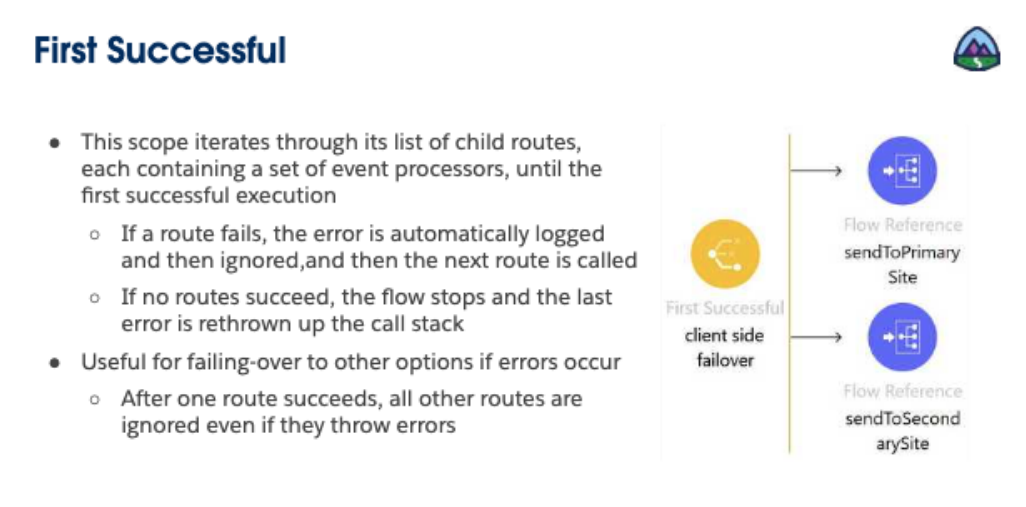 First Successful
● This scope iterates through its list of child routes,
each containing a set of event processors, until the
first successful execution
○ If a route fails, the error is automatically logged
and then ignored,and then the next route is called
○ If no routes succeed, the flow stops and the last
error is rethrown up the call stack
● Useful for failing-over to other options if errors occur
○ After one route succeeds, all other routes are
ignored even if they throw errors
First Successful
client side
failover
Flow Reference
sendToPrimary
Site
Flow Reference
sendToSecond
arySite